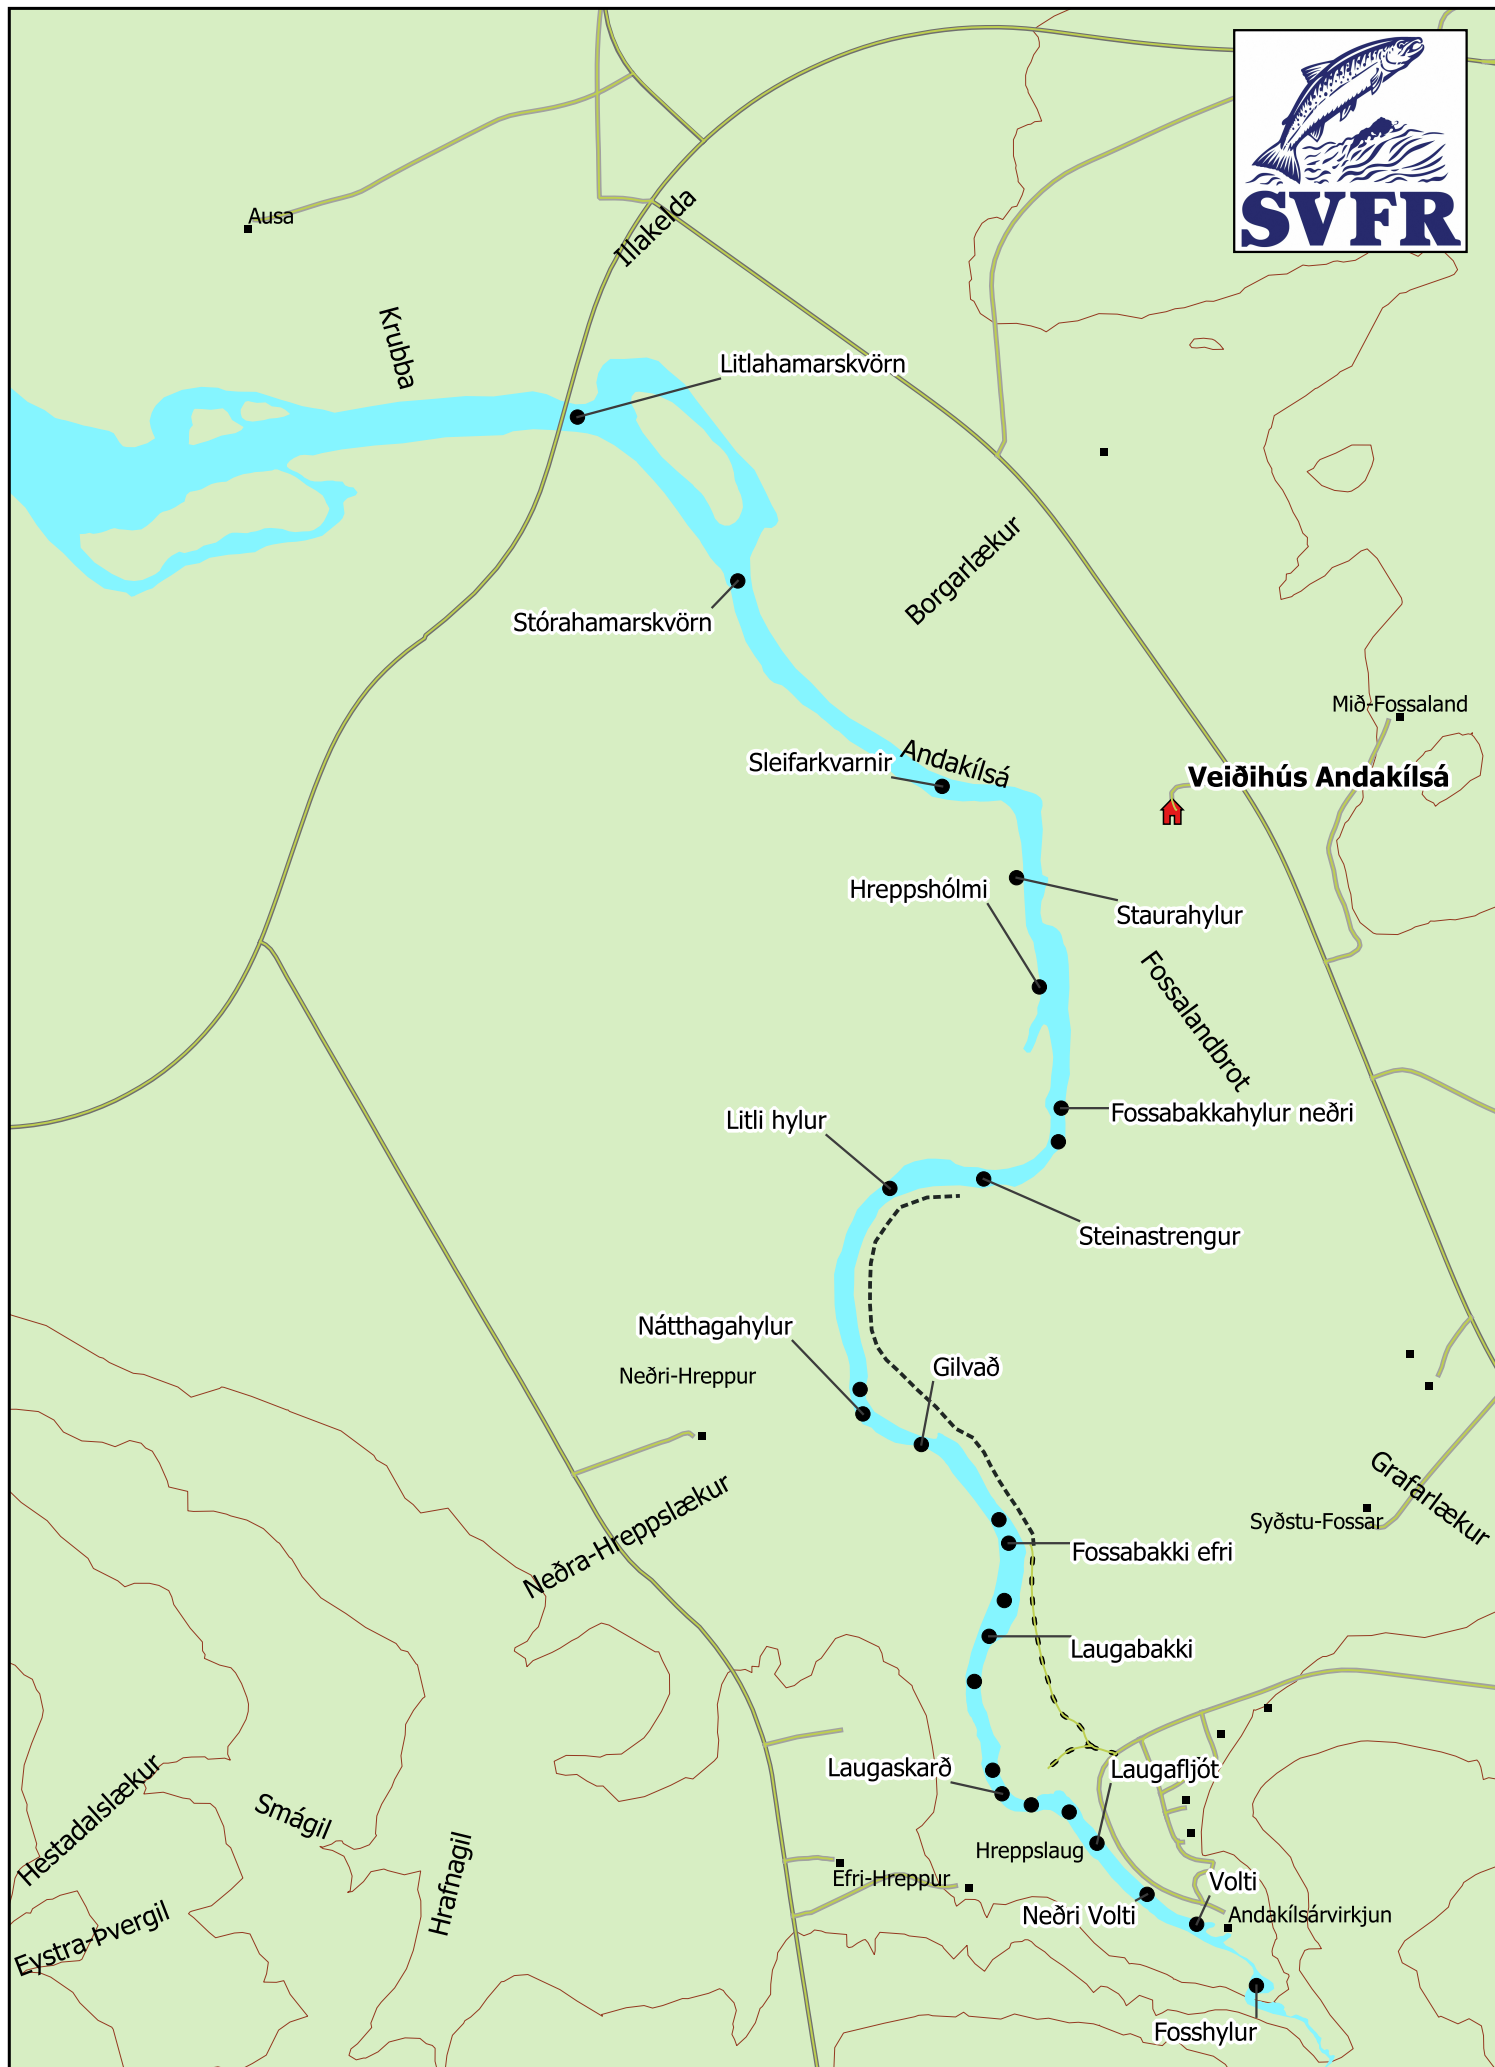 SVFR
Ausa
Illakelda
Krubba
Litlahamarskvörn
Borgarlækur
Stórahamarskvörn
Mið-Fossaland
Andakílsá
Sleifarkvarnir
Veiðihús Andakílsá
Hreppshólmi
Staurahylur
Fossalandbrot
Fossabakkahylur neðri
Litli hylur
Steinastrengur
Nátthagahylur
Gilvað
Neðri-Hreppur
Grafarlækur
Syðstu-Fossar
Neðra-Hreppslækur
Fossabakki efri
Laugabakki
Laugaskarð
Laugafljót
Hestadalslækur
Smágil
Hrafnagil
Hreppslaug
Efri-Hreppur
Volti
Neðri Volti
Andakílsárvirkjun
Eystra-Þvergil
Fosshylur